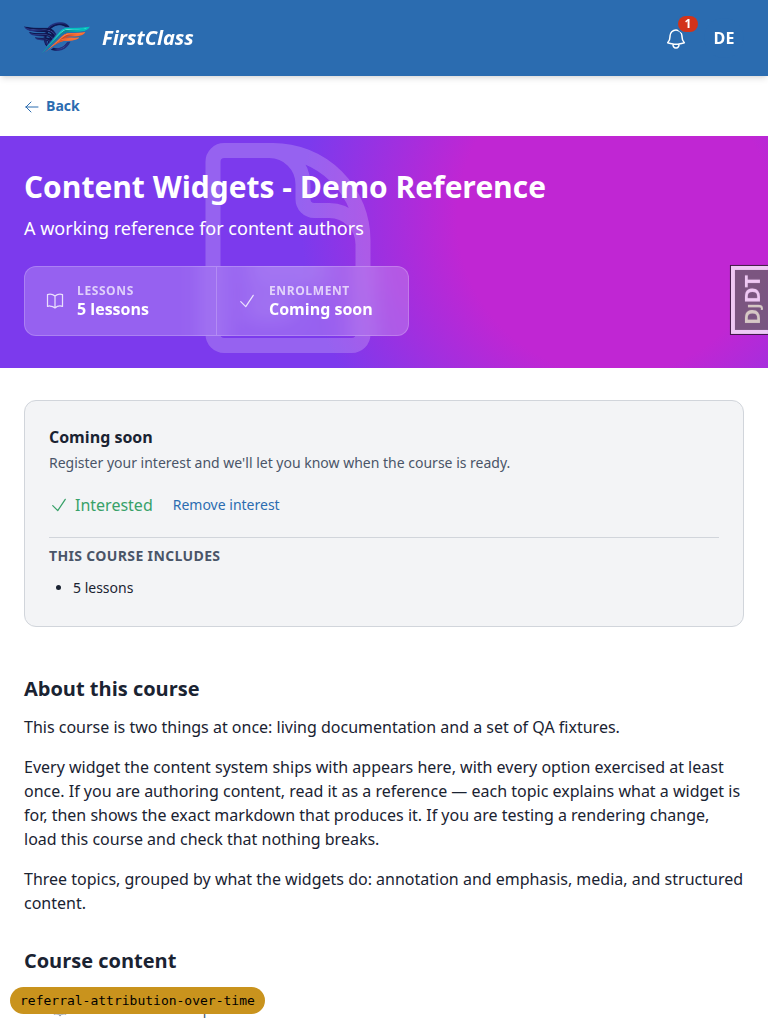 FirstClass
1
DE
Back
Content Widgets - Demo Reference
A working reference for content authors
LESSONS
5 lessons
ENROLMENT
Coming soon
DjDT
Coming soon
Register your interest and we'll let you know when the course is ready.
Interested
Remove interest
THIS COURSE INCLUDES
5 lessons
About this course
This course is two things at once: living documentation and a set of QA fixtures.
Every widget the content system ships with appears here, with every option exercised at least
once. If you are authoring content, read it as a reference — each topic explains what a widget is
for, then shows the exact markdown that produces it. If you are testing a rendering change,
load this course and check that nothing breaks.
Three topics, grouped by what the widgets do: annotation and emphasis, media, and structured
content.
Course content
referral-attribution-over-time